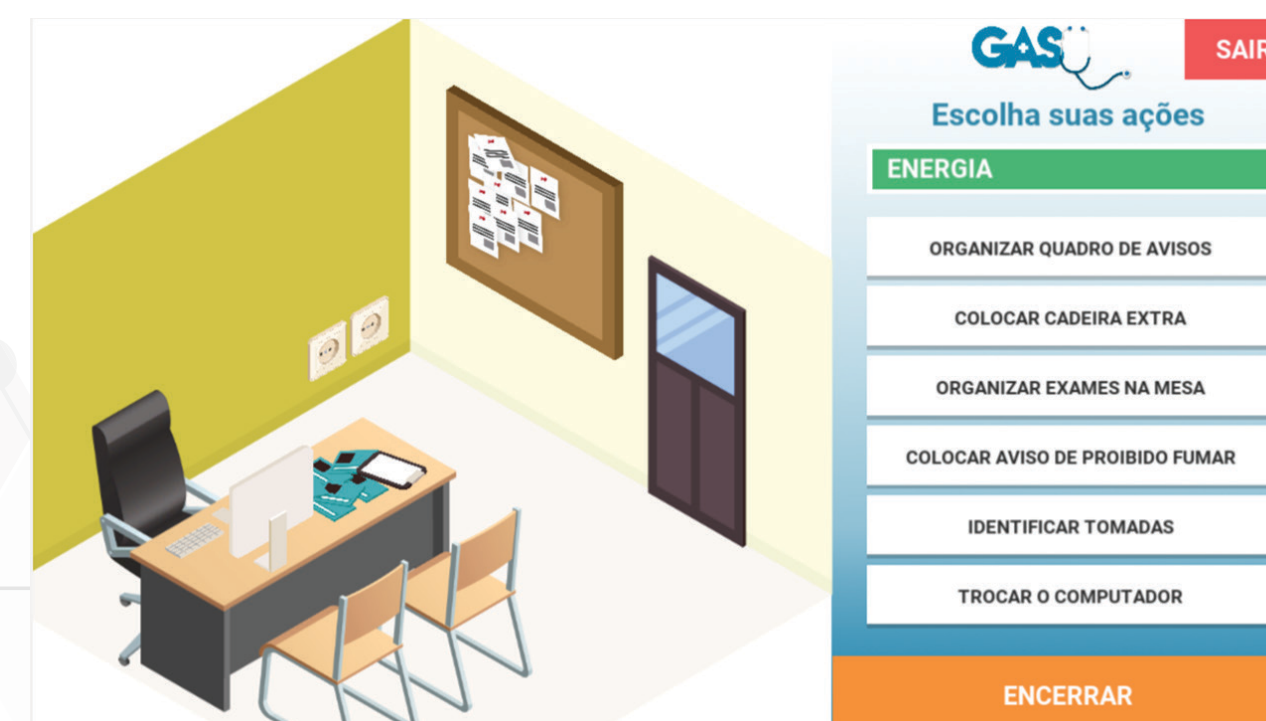 GAS
SAIR
Escolha suas ações
ENERGIA
ORGANIZAR QUADRO DE AVISOS
COLOCAR CADEIRA EXTRA
ORGANIZAR EXAMES NA MESA
COLOCAR AVISO DE PROIBIDO FUMAR
IDENTIFICAR TOMADAS
TROCAR O COMPUTADOR
ENCERRAR